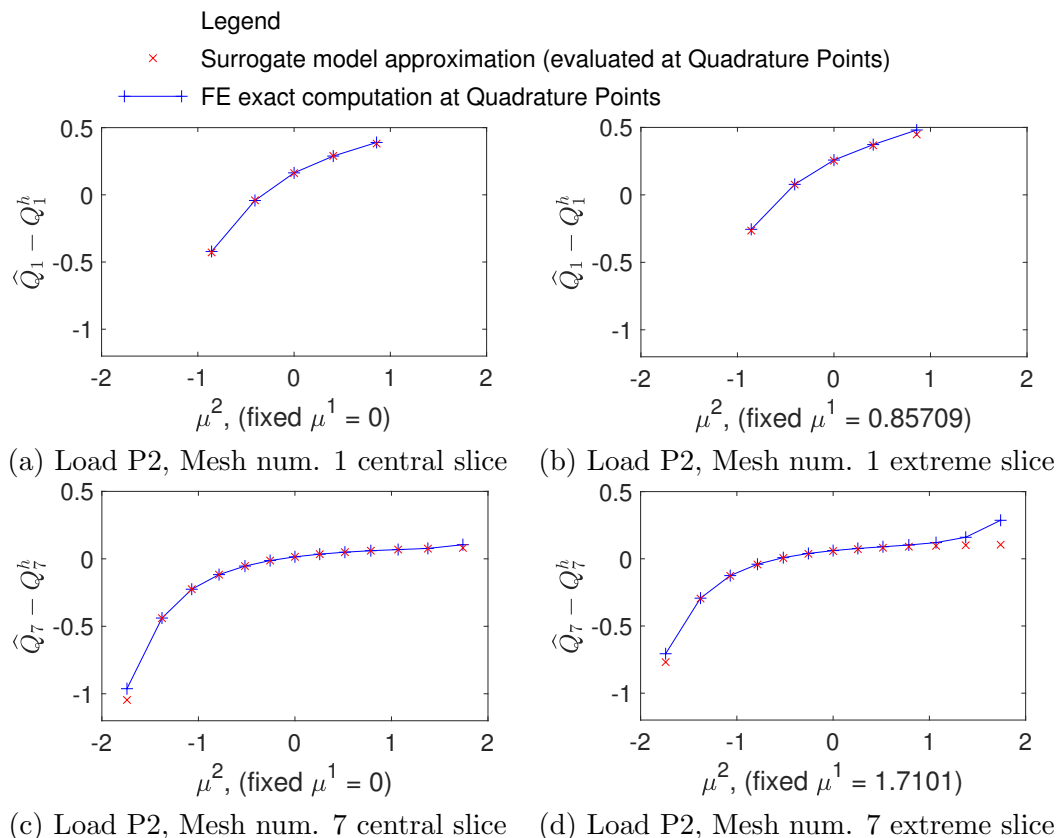 Legend
Surrogate model approximation (evaluated at Quadrature Points)
FE exact computation at Quadrature Points
0.5
0
-0.5
-1
-2
-1
0
1
2
Q̂₁ − Q₁ʰ
μ², (fixed μ¹ = 0)
(a) Load P2, Mesh num. 1 central slice
0.5
0
-0.5
-1
-2
-1
0
1
2
Q̂₁ − Q₁ʰ
μ², (fixed μ¹ = 0.85709)
(b) Load P2, Mesh num. 1 extreme slice
0.5
0
-0.5
-1
-2
-1
0
1
2
Q̂₇ − Q₇ʰ
μ², (fixed μ¹ = 0)
(c) Load P2, Mesh num. 7 central slice
0.5
0
-0.5
-1
-2
-1
0
1
2
Q̂₇ − Q₇ʰ
μ², (fixed μ¹ = 1.7101)
(d) Load P2, Mesh num. 7 extreme slice